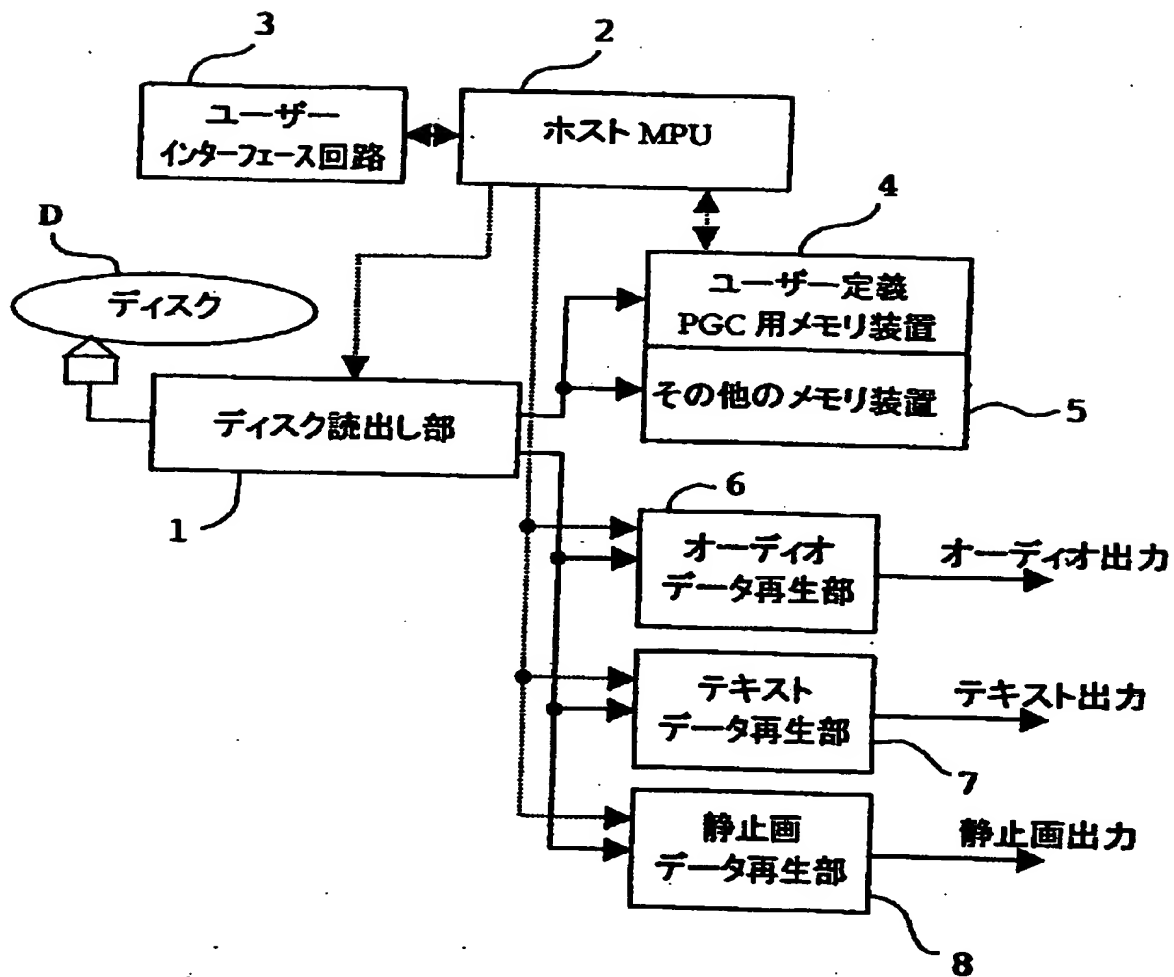 3
2
ユーザー
インターフェース回路
ホスト MPU
D
ディスク
4
ユーザー定義
PGC 用メモリ装置
その他のメモリ装置
5
ディスク読出し部
1
6
オーディオ
データ再生部
オーディオ出力
テキスト
データ再生部
テキスト出力
7
静止画
データ再生部
静止画出力
8